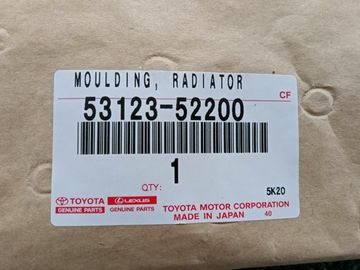 MOULDING, RADIATOR
CF
53123-52200
1
QTY:
5K20
TOYOTA LEXUS
GENUINE PARTS GENUINE PARTS
TOYOTA MOTOR CORPORATION
MADE IN JAPAN 40